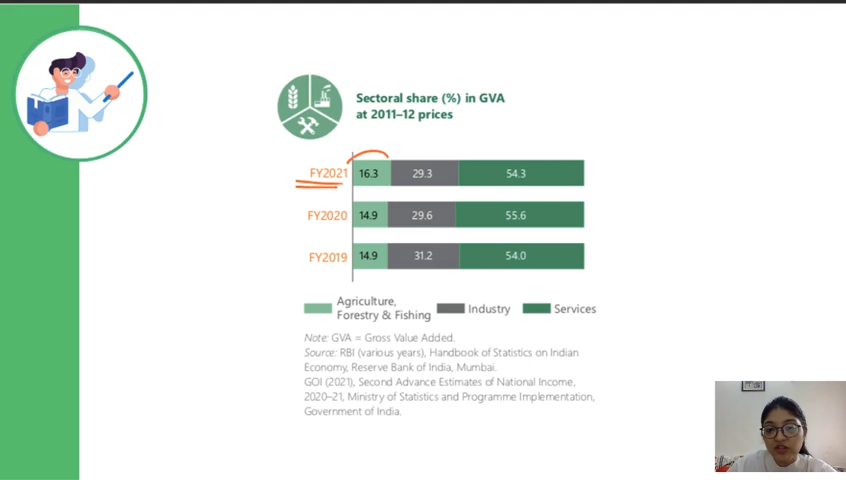 Sectoral share (%) in GVA
at 2011–12 prices
FY2021 16.3 29.3 54.3
FY2020 14.9 29.6 55.6
FY2019 14.9 31.2 54.0
Agriculture,
Forestry & Fishing
Industry
Services
Note: GVA = Gross Value Added.
Source: RBI (various years), Handbook of Statistics on Indian
Economy, Reserve Bank of India, Mumbai.
GOI (2021), Second Advance Estimates of National Income,
2020–21, Ministry of Statistics and Programme Implementation,
Government of India.